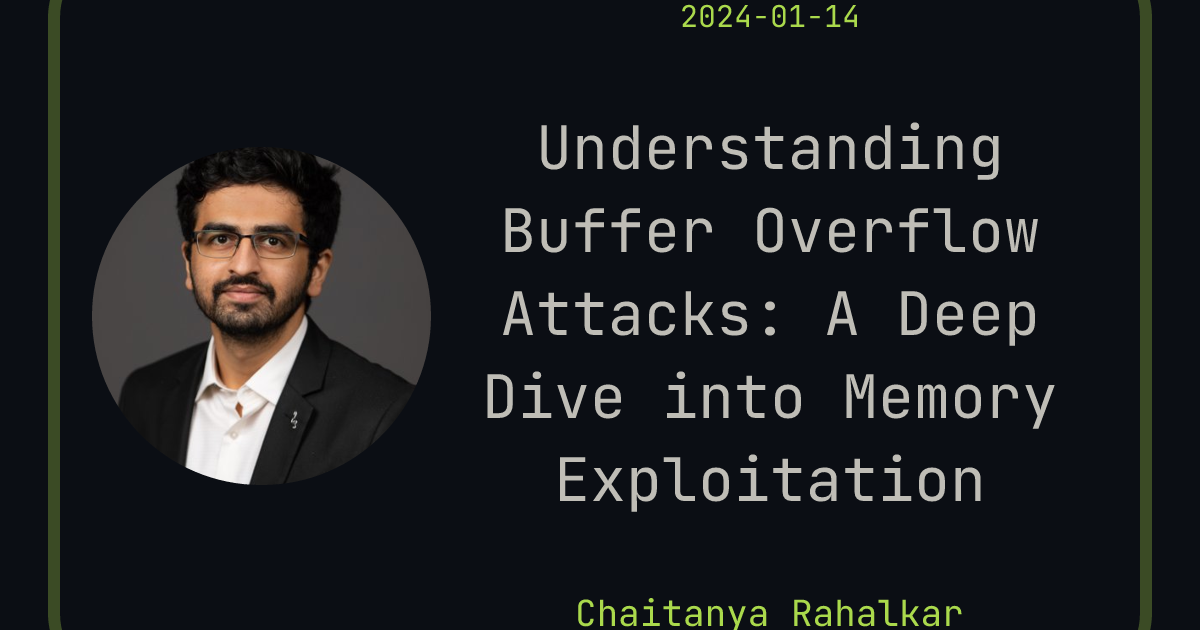 2024-01-14
Understanding
Buffer Overflow
Attacks: A Deep
Dive into Memory
Exploitation
Chaitanya Rahalkar